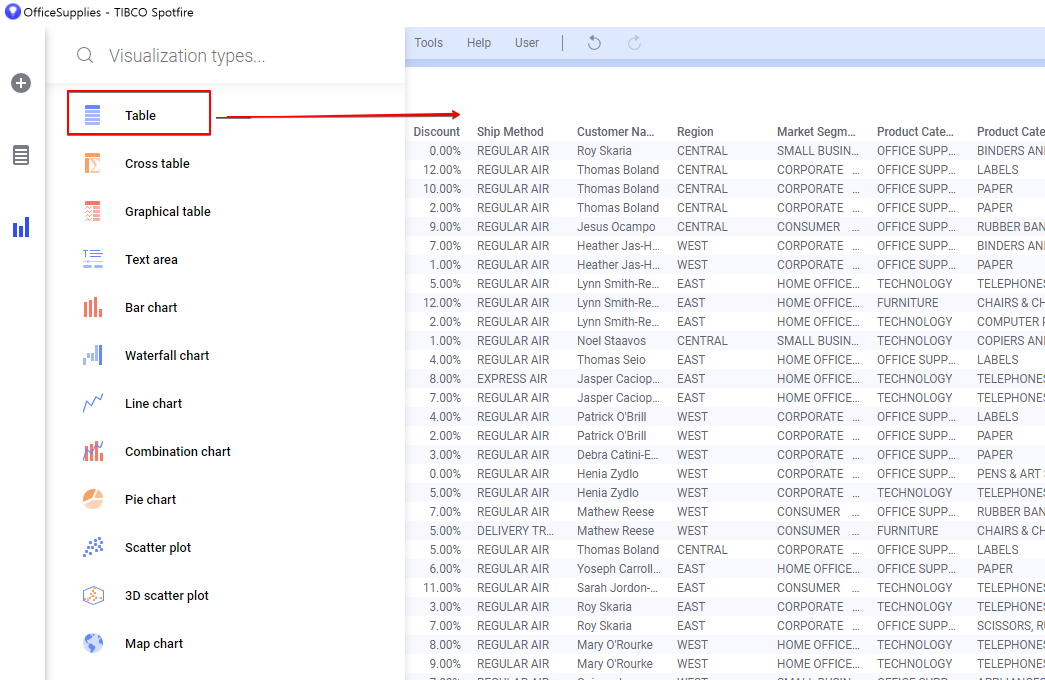 OfficeSupplies - TIBCO Spotfire
Visualization types...
Tools Help User
Table
Cross table
Graphical table
Text area
Bar chart
Waterfall chart
Line chart
Combination chart
Pie chart
Scatter plot
3D scatter plot
Map chart
Discount Ship Method Customer Na... Region Market Segm... Product Cate... Product Cate
0.00% REGULAR AIR Roy Skaria CENTRAL SMALL BUSIN... OFFICE SUPP... BINDERS AN
12.00% REGULAR AIR Thomas Boland CENTRAL CORPORATE ... OFFICE SUPP... LABELS
10.00% REGULAR AIR Thomas Boland CENTRAL CORPORATE ... OFFICE SUPP... PAPER
2.00% REGULAR AIR Thomas Boland CENTRAL CORPORATE ... OFFICE SUPP... PAPER
9.00% REGULAR AIR Jesus Ocampo CENTRAL CONSUMER ... OFFICE SUPP... RUBBER BAN
7.00% REGULAR AIR Heather Jas-H... WEST CORPORATE ... OFFICE SUPP... BINDERS AN
1.00% REGULAR AIR Heather Jas-H... WEST CORPORATE ... OFFICE SUPP... PAPER
5.00% REGULAR AIR Lynn Smith-Re... EAST HOME OFFICE... TECHNOLOGY TELEPHONES
12.00% REGULAR AIR Lynn Smith-Re... EAST HOME OFFICE... FURNITURE CHAIRS & CH
2.00% REGULAR AIR Lynn Smith-Re... EAST HOME OFFICE... TECHNOLOGY COMPUTER P
1.00% REGULAR AIR Noel Staavos CENTRAL SMALL BUSIN... TECHNOLOGY COPIERS AN
4.00% REGULAR AIR Thomas Seio EAST HOME OFFICE... OFFICE SUPP... LABELS
8.00% EXPRESS AIR Jasper Caciop... EAST HOME OFFICE... TECHNOLOGY TELEPHONES
7.00% REGULAR AIR Jasper Caciop... EAST HOME OFFICE... TECHNOLOGY TELEPHONES
4.00% REGULAR AIR Patrick O'Brill WEST CORPORATE ... OFFICE SUPP... LABELS
2.00% REGULAR AIR Patrick O'Brill WEST CORPORATE ... OFFICE SUPP... PAPER
3.00% REGULAR AIR Debra Catini-E... WEST CORPORATE ... OFFICE SUPP... PAPER
0.00% REGULAR AIR Henia Zydlo WEST CORPORATE ... OFFICE SUPP... PENS & ART
5.00% REGULAR AIR Henia Zydlo WEST CORPORATE ... TECHNOLOGY TELEPHONES
7.00% REGULAR AIR Mathew Reese WEST CONSUMER ... OFFICE SUPP... RUBBER BAN
5.00% DELIVERY TR... Mathew Reese WEST CONSUMER ... FURNITURE CHAIRS & CH
5.00% REGULAR AIR Thomas Boland CENTRAL CORPORATE ... OFFICE SUPP... LABELS
6.00% REGULAR AIR Yoseph Carroll... WEST HOME OFFICE... OFFICE SUPP... PAPER
11.00% REGULAR AIR Sarah Jordon-... EAST CONSUMER ... TECHNOLOGY TELEPHONES
3.00% REGULAR AIR Roy Skaria EAST CORPORATE ... TECHNOLOGY TELEPHONES
7.00% REGULAR AIR Roy Skaria EAST CORPORATE ... OFFICE SUPP... SCISSORS, RU
8.00% REGULAR AIR Mary O'Rourke WEST HOME OFFICE... TECHNOLOGY TELEPHONES
9.00% REGULAR AIR Mary O'Rourke WEST HOME OFFICE... TECHNOLOGY TELEPHONES